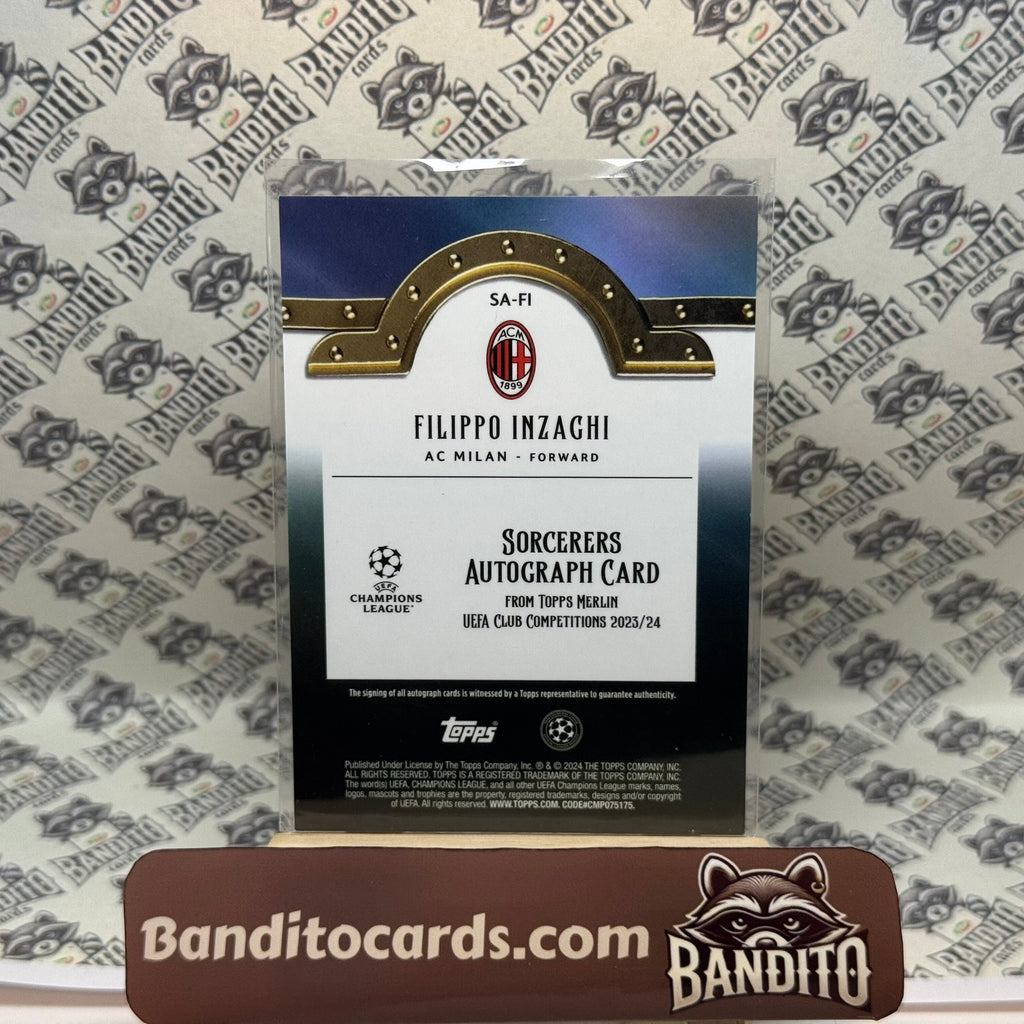 SA-FI
ACM
1899
FILIPPO INZAGHI
AC MILAN - FORWARD
SORCERERS
AUTOGRAPH CARD
FROM TOPPS MERLIN
UEFA CLUB COMPETITIONS 2023/24
UEFA
CHAMPIONS
LEAGUE®
The signing of all autograph cards is witnessed by a Topps representative to guarantee authenticity.
Topps®
Published Under License by The Topps Company, Inc. ® & © 2024 THE TOPPS COMPANY, INC.
ALL RIGHTS RESERVED. TOPPS IS A REGISTERED TRADEMARK OF THE TOPPS COMPANY, INC.
The word(s) UEFA, CHAMPIONS LEAGUE, and all other UEFA Champions League marks, names,
logos, mascots and trophies are the property, registered trademarks, designs and/or copyright
of UEFA. All rights reserved. WWW.TOPPS.COM. CODE#CMP075175.
Banditocards.com
BANDITO
BANDITO
cards